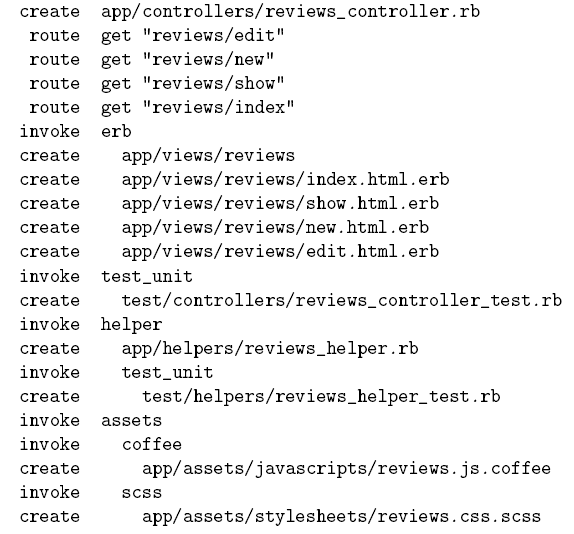 create  app/controllers/reviews_controller.rb
 route  get "reviews/edit"
 route  get "reviews/new"
 route  get "reviews/show"
 route  get "reviews/index"
invoke  erb
create    app/views/reviews
create    app/views/reviews/index.html.erb
create    app/views/reviews/show.html.erb
create    app/views/reviews/new.html.erb
create    app/views/reviews/edit.html.erb
invoke  test_unit
create    test/controllers/reviews_controller_test.rb
invoke  helper
create    app/helpers/reviews_helper.rb
invoke    test_unit
create      test/helpers/reviews_helper_test.rb
invoke  assets
invoke    coffee
create      app/assets/javascripts/reviews.js.coffee
invoke    scss
create      app/assets/stylesheets/reviews.css.scss